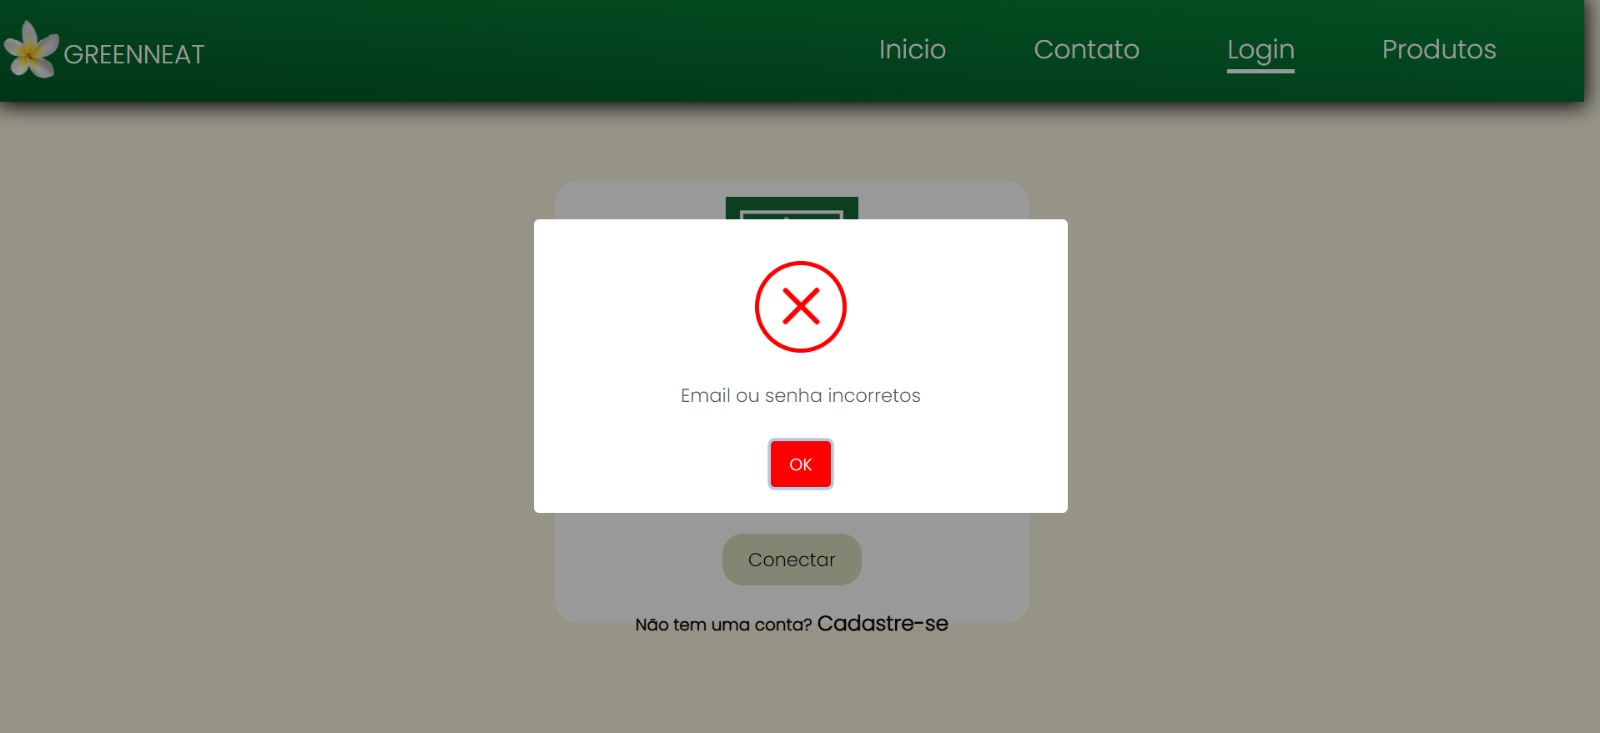 GREENNEAT
Inicio Contato Login Produtos
Email ou senha incorretos
OK
Conectar
Não tem uma conta? Cadastre-se